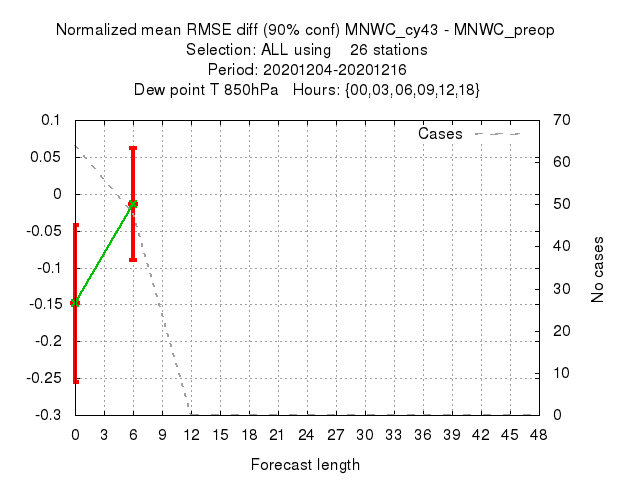 Normalized mean RMSE diff (90% conf) MNWC_cy43 - MNWC_preop
Selection: ALL using    26 stations
Period: 20201204-20201216
Dew point T 850hPa   Hours: {00,03,06,09,12,18}
Cases
0.1
0.05
0
-0.05
-0.1
-0.15
-0.2
-0.25
-0.3
70
60
50
40
30
20
10
0
No cases
0 3 6 9 12 15 18 21 24 27 30 33 36 39 42 45 48
Forecast length